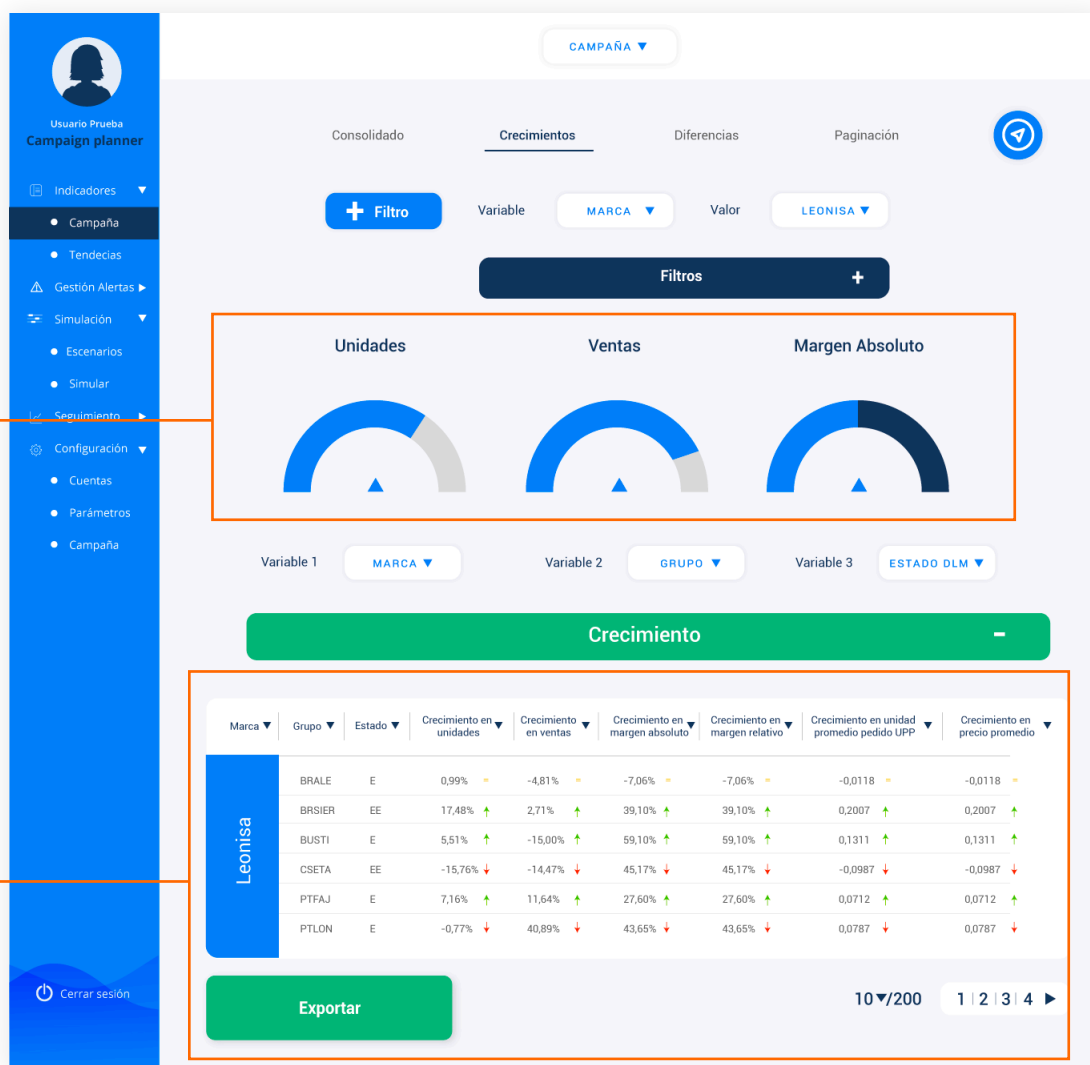 CAMPAÑA
Usuario Prueba
Campaign planner
Indicadores
Campaña
Tendecias
Gestión Alertas
Simulación
Escenarios
Simular
Seguimiento
Configuración
Cuentas
Parámetros
Campaña
Cerrar sesión
Consolidado Crecimientos Diferencias Paginación
+ Filtro Variable MARCA Valor LEONISA
Filtros +
Unidades Ventas Margen Absoluto
Variable 1 MARCA Variable 2 GRUPO Variable 3 ESTADO DLM
Crecimiento -
Marca Grupo Estado Crecimiento en unidades Crecimiento en ventas Crecimiento en margen absoluto Crecimiento en margen relativo Crecimiento en unidad promedio pedido UPP Crecimiento en precio promedio
Leonisa
BRALE E 0,99% = -4,81% = -7,06% = -7,06% = -0,0118 = -0,0118 =
BRSIER EE 17,48% ↑ 2,71% ↑ 39,10% ↑ 39,10% ↑ 0,2007 ↑ 0,2007 ↑
BUSTI E 5,51% ↑ -15,00% ↑ 59,10% ↑ 59,10% ↑ 0,1311 ↑ 0,1311 ↑
CSETA EE -15,76% ↓ -14,47% ↓ 45,17% ↓ 45,17% ↓ -0,0987 ↓ -0,0987 ↓
PTFAJ E 7,16% ↑ 11,64% ↑ 27,60% ↑ 27,60% ↑ 0,0712 ↑ 0,0712 ↑
PTLON E -0,77% ↓ 40,89% ↓ 43,65% ↓ 43,65% ↓ 0,0787 ↓ 0,0787 ↓
Exportar
10▼/200 1 | 2 | 3 | 4